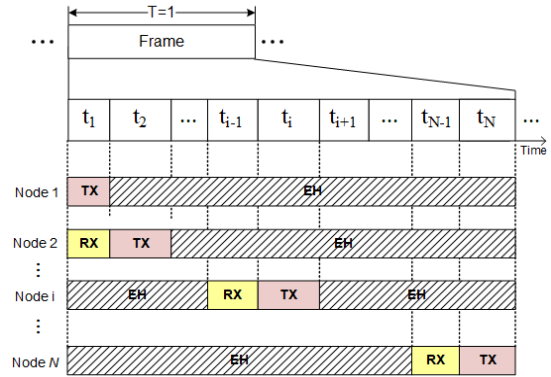 T=1
... Frame ...
t1 t2 ... ti-1 ti ti+1 ... tN-1 tN ...
Time
Node 1 TX EH
Node 2 RX TX EH
...
Node i EH RX TX EH
...
Node N EH RX TX